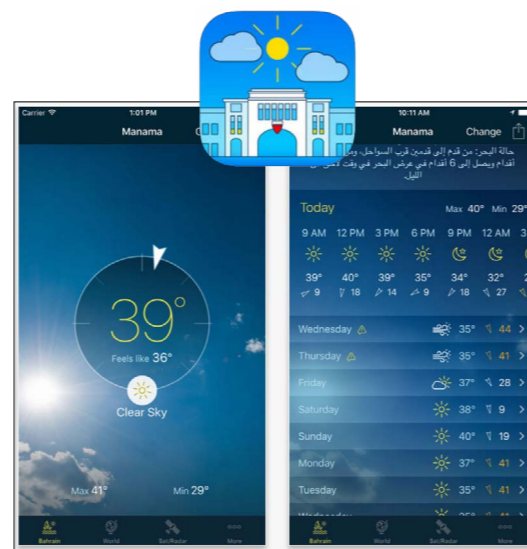 Carrier
1:01 PM
Manama
39°
Feels like 36°
Clear Sky
Max 41°
Min 29°
Bahrain
World
Sat/Radar
More
10:11 AM
Manama
Change
حالة البحر: من قدم إلى قدمين قرب السواحل، ومن
أقدام ويصل إلى 6 أقدام في عرض البحر في وقت
الليل
Today Max 40° Min 29°
9 AM 12 PM 3 PM 6 PM 9 PM 12 AM 3
39° 40° 39° 35° 34° 32°
9 18 14 9 18 27
Wednesday 35° 44
Thursday 35° 41
Friday 37° 28
Saturday 38° 9
Sunday 40° 19
Monday 37° 41
Tuesday 35° 41
Bahrain
World
Sat/Radar
More